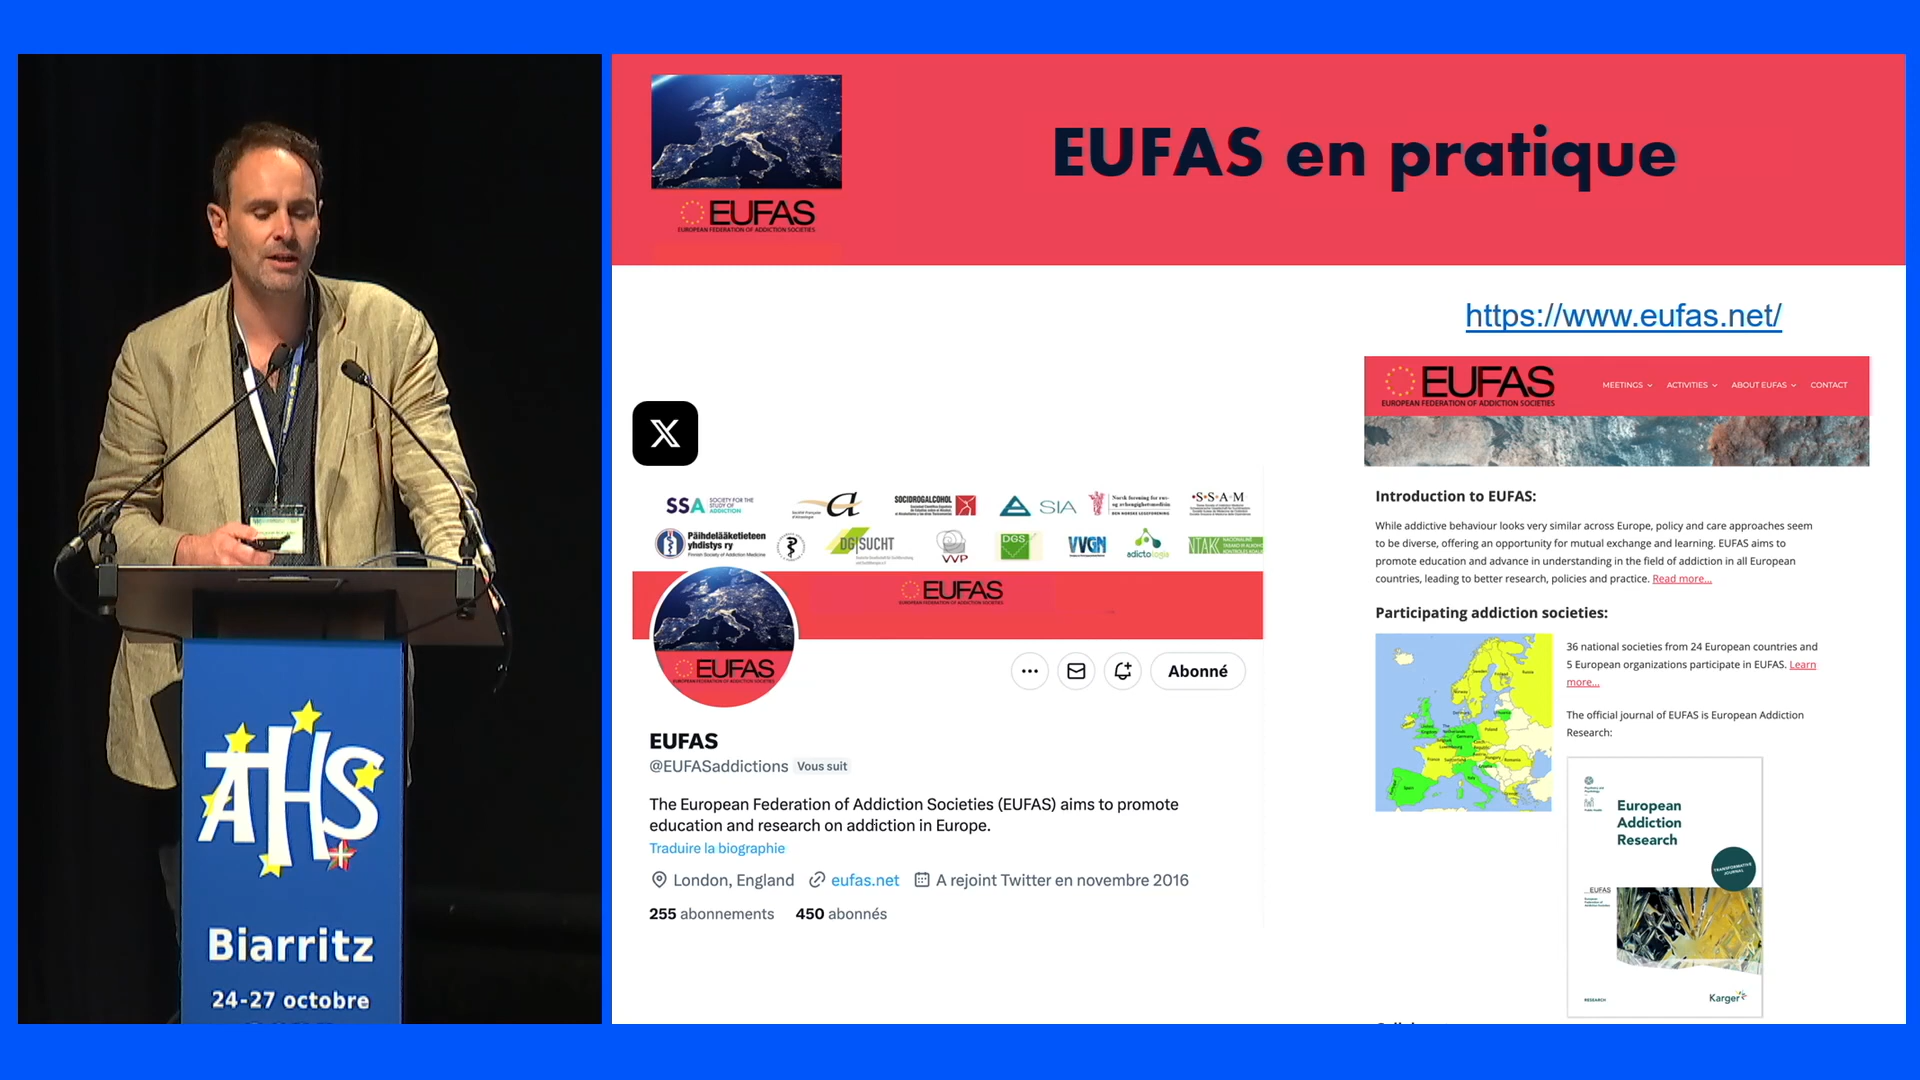 EUFAS
EUROPEAN FEDERATION OF ADDICTION SOCIETIES
EUFAS en pratique
https://www.eufas.net/
SSA SOCIETY FOR THE STUDY OF ADDICTION
SOCIDROGALCOHOL
SIA
S·S·A·M
Päihdelääketieteen
yhdistys ry
Finnish Society of Addiction Medicine
DG|SUCHT
VVP
DGS
VVGN
adictologia
NTAK
EUFAS
EUROPEAN FEDERATION OF ADDICTION SOCIETIES
EUFAS
Abonné
EUFAS
@EUFASaddictions Vous suit
The European Federation of Addiction Societies (EUFAS) aims to promote
education and research on addiction in Europe.
Traduire la biographie
London, England eufas.net A rejoint Twitter en novembre 2016
255 abonnements 450 abonnés
EUFAS
EUROPEAN FEDERATION OF ADDICTION SOCIETIES
MEETINGS ACTIVITIES ABOUT EUFAS CONTACT
Introduction to EUFAS:
While addictive behaviour looks very similar across Europe, policy and care approaches seem
to be diverse, offering an opportunity for mutual exchange and learning. EUFAS aims to
promote education and advance in understanding in the field of addiction in all European
countries, leading to better research, policies and practice. Read more...
Participating addiction societies:
36 national societies from 24 European countries and
5 European organizations participate in EUFAS. Learn
more...
The official journal of EUFAS is European Addiction
Research:
European
Addiction
Research
TRANSFORMATIVE
JOURNAL
EUFAS
RESEARCH
Karger
AHS
Biarritz
24-27 octobre